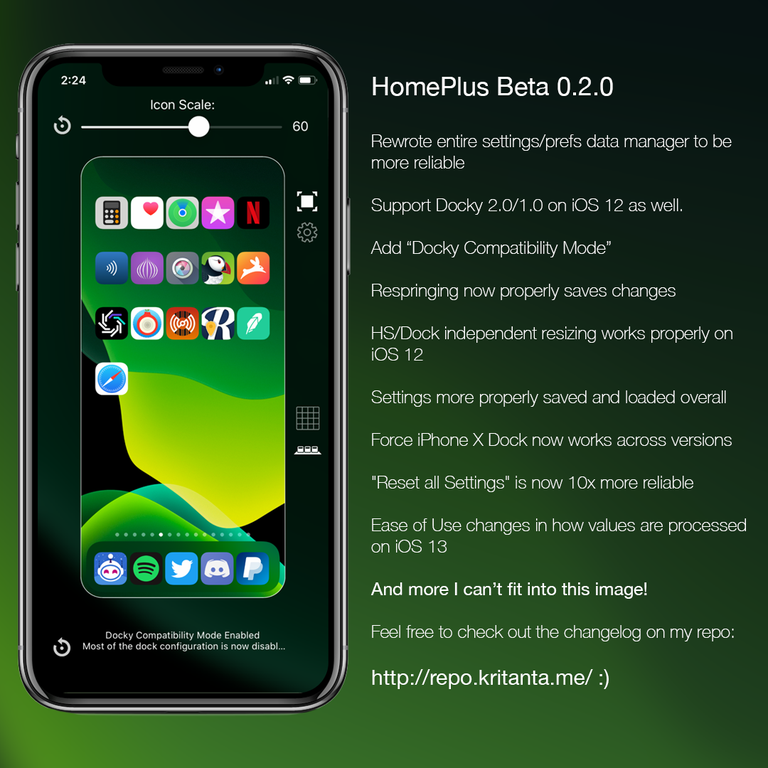 2:24
Icon Scale:
60
Docky Compatibility Mode Enabled
Most of the dock configuration is now disabl...
HomePlus Beta 0.2.0
Rewrote entire settings/prefs data manager to be
more reliable
Support Docky 2.0/1.0 on iOS 12 as well.
Add “Docky Compatibility Mode”
Respringing now properly saves changes
HS/Dock independent resizing works properly on
iOS 12
Settings more properly saved and loaded overall
Force iPhone X Dock now works across versions
"Reset all Settings" is now 10x more reliable
Ease of Use changes in how values are processed
on iOS 13
And more I can’t fit into this image!
Feel free to check out the changelog on my repo:
http://repo.kritanta.me/ :)